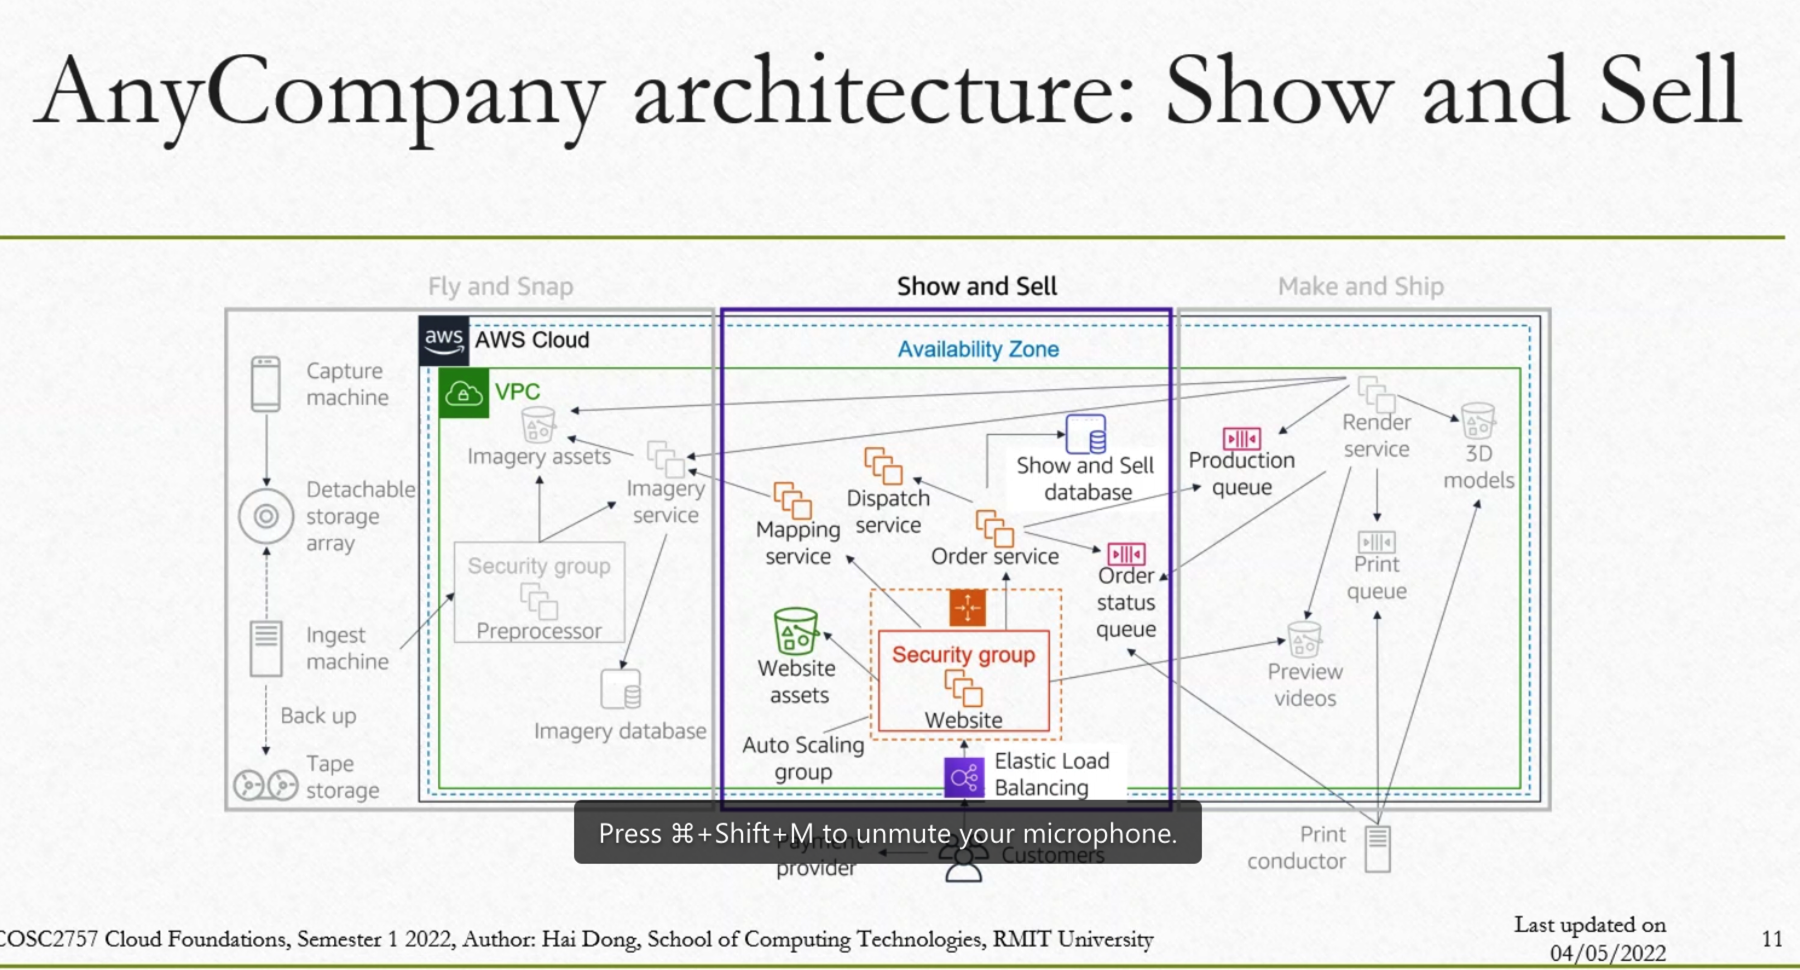 AnyCompany architecture: Show and Sell
Fly and Snap
Show and Sell
Make and Ship
aws
AWS Cloud
Availability Zone
VPC
Capture
machine
Detachable
storage
array
Ingest
machine
Back up
Tape
storage
Imagery assets
Imagery
service
Security group
Preprocessor
Imagery database
Mapping
service
Dispatch
service
Show and Sell
database
Order service
Order
status
queue
Website
assets
Security group
Website
Auto Scaling
group
Elastic Load
Balancing
Production
queue
Render
service
3D
models
Print
queue
Preview
videos
Print
conductor
Press ⌘+Shift+M to unmute your microphone.
Payment
provider
Customers
COSC2757 Cloud Foundations, Semester 1 2022, Author: Hai Dong, School of Computing Technologies, RMIT University
Last updated on
04/05/2022
11